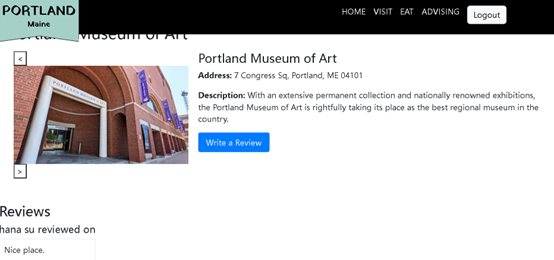 PORTLAND
Maine
HOME VISIT EAT ADVISING Logout
Portland Museum of Art
<
Portland Museum of Art
Address: 7 Congress Sq, Portland, ME 04101
Description: With an extensive permanent collection and nationally renowned exhibitions,
the Portland Museum of Art is rightfully taking its place as the best regional museum in the
country.
Write a Review
>
Reviews
hana su reviewed on
Nice place.